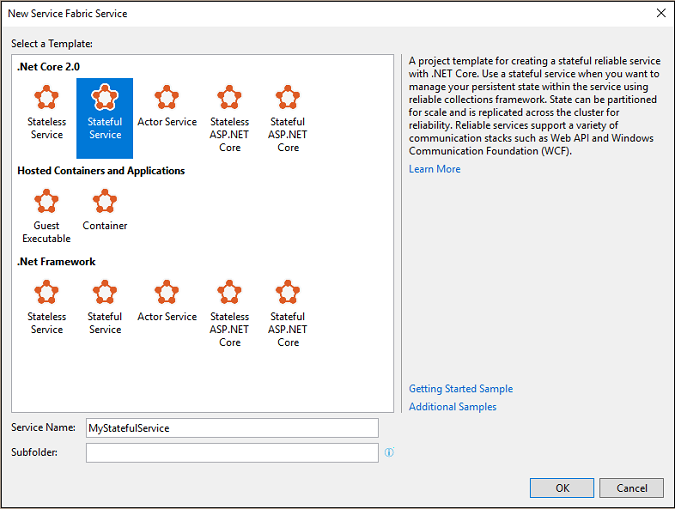 New Service Fabric Service
Select a Template:
.Net Core 2.0
Stateless Service
Stateful Service
Actor Service
Stateless ASP.NET Core
Stateful ASP.NET Core
Hosted Containers and Applications
Guest Executable
Container
.Net Framework
Stateless Service
Stateful Service
Actor Service
Stateless ASP.NET Core
Stateful ASP.NET Core
A project template for creating a stateful reliable service
with .NET Core. Use a stateful service when you want to
manage your persistent state within the service using
reliable collections framework. State can be partitioned
for scale and is replicated across the cluster for
reliability. Reliable services support a variety of
communication stacks such as Web API and Windows
Communication Foundation (WCF).
Learn More
Getting Started Sample
Additional Samples
Service Name: MyStatefulService
Subfolder:
OK Cancel